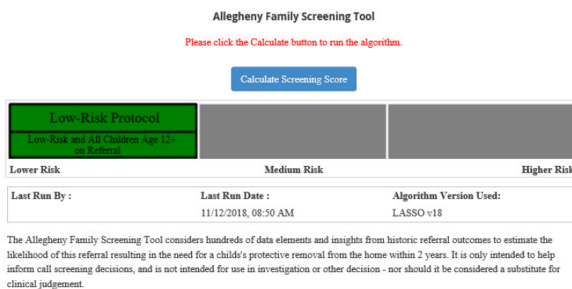 Allegheny Family Screening Tool
Please click the Calculate button to run the algorithm.
Calculate Screening Score
Low-Risk Protocol
Low-Risk and All Children Age 12+
on Referral
Lower Risk Medium Risk Higher Risk
Last Run By : Last Run Date : Algorithm Version Used:
11/12/2018, 08:50 AM LASSO v18
The Allegheny Family Screening Tool considers hundreds of data elements and insights from historic referral outcomes to estimate the
likelihood of this referral resulting in the need for a childs's protective removal from the home within 2 years. It is only intended to help
inform call screening decisions, and is not intended for use in investigation or other decision - nor should it be considered a substitute for
clinical judgement.